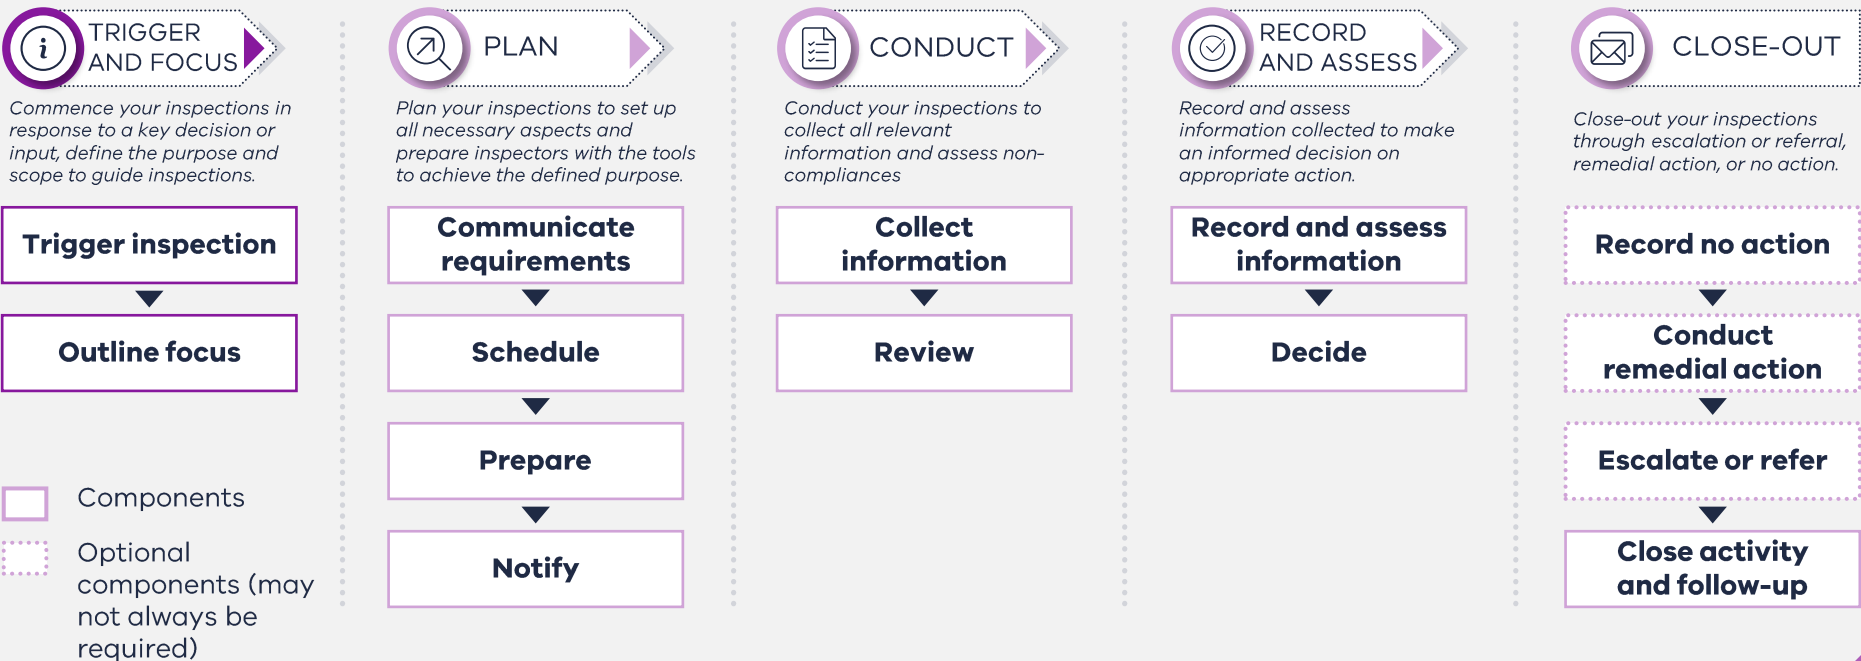 TRIGGER
AND FOCUS
Commence your inspections in
response to a key decision or
input, define the purpose and
scope to guide inspections.
Trigger inspection
Outline focus
Components
Optional
components (may
not always be
required)
PLAN
Plan your inspections to set up
all necessary aspects and
prepare inspectors with the tools
to achieve the defined purpose.
Communicate
requirements
Schedule
Prepare
Notify
CONDUCT
Conduct your inspections to
collect all relevant
information and assess non-
compliances
Collect
information
Review
RECORD
AND ASSESS
Record and assess
information collected to make
an informed decision on
appropriate action.
Record and assess
information
Decide
CLOSE-OUT
Close-out your inspections
through escalation or referral,
remedial action, or no action.
Record no action
Conduct
remedial action
Escalate or refer
Close activity
and follow-up